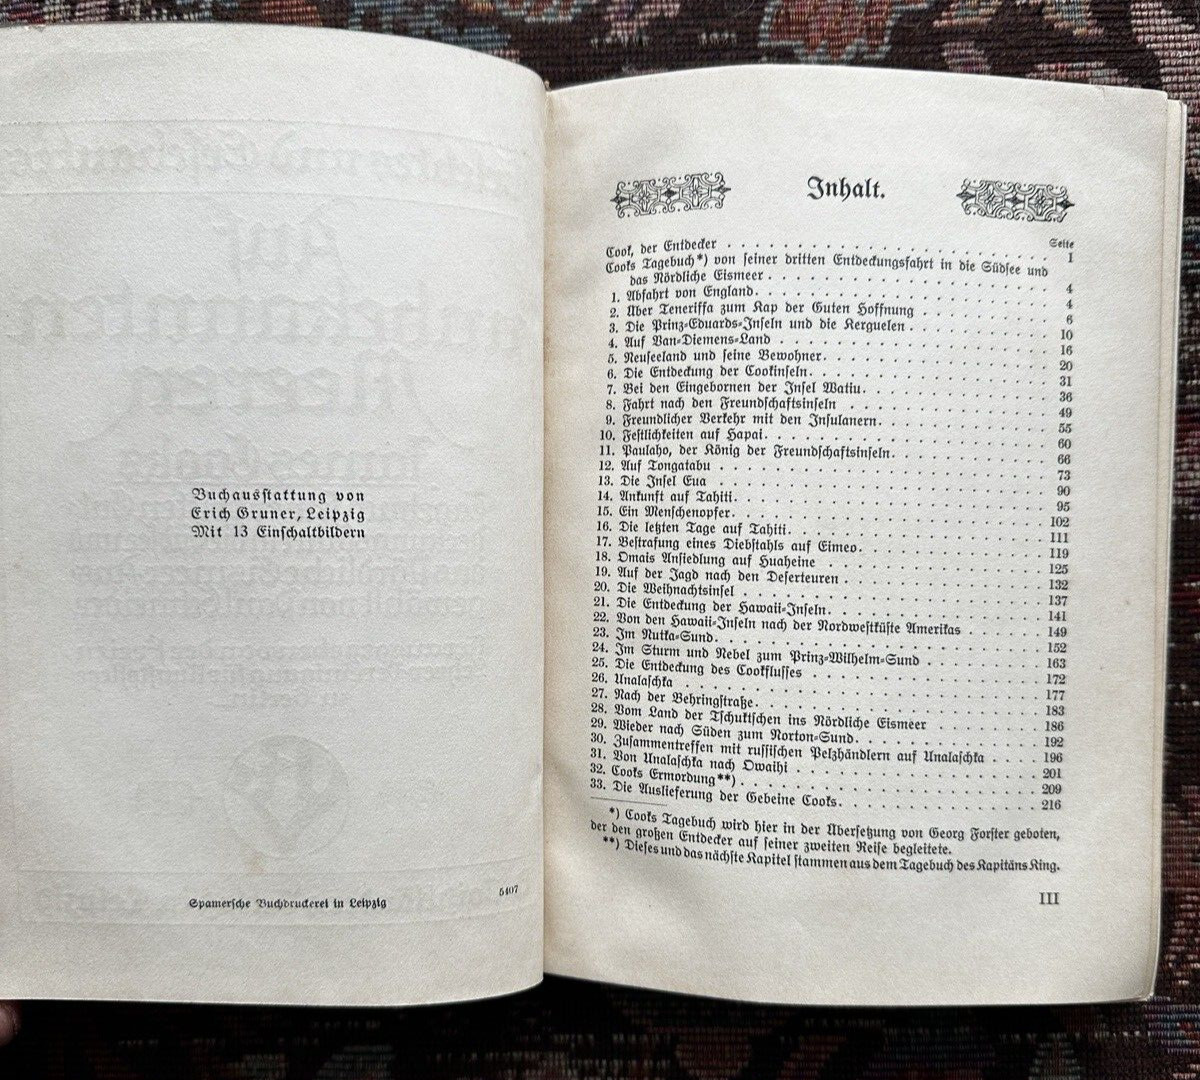 Buchausstattung von
Erich Gruner, Leipzig
Mit 13 Einschaltbildern
Spamersche Buchdruckerei in Leipzig
5407
Inhalt.
Seite
Cook, der Entdecker . . . . . . . . . . 1
Cooks Tagebuch*) von seiner dritten Entdeckungsfahrt in die Südsee und
das Nördliche Eismeer . . . . . . . . . . 4
1. Abfahrt von England. . . . . . . . . . 4
2. Über Teneriffa zum Kap der Guten Hoffnung . . . . . . . . . . 6
3. Die Prinz-Eduards-Inseln und die Kerguelen . . . . . . . . . . 10
4. Auf Van-Diemens-Land . . . . . . . . . . 16
5. Neuseeland und seine Bewohner. . . . . . . . . . 20
6. Die Entdeckung der Cookinseln. . . . . . . . . . 31
7. Bei den Eingebornen der Insel Watiu. . . . . . . . . . 36
8. Fahrt nach den Freundschaftsinseln . . . . . . . . . . 49
9. Freundlicher Verkehr mit den Insulanern. . . . . . . . . . 55
10. Festlichkeiten auf Hapai. . . . . . . . . . 60
11. Paulaho, der König der Freundschaftsinseln. . . . . . . . . . 66
12. Auf Tongatabu . . . . . . . . . . 73
13. Die Insel Eua . . . . . . . . . . 90
14. Ankunft auf Tahiti. . . . . . . . . . 95
15. Ein Menschenopfer. . . . . . . . . . 102
16. Die letzten Tage auf Tahiti. . . . . . . . . . 111
17. Bestrafung eines Diebstahls auf Eimeo. . . . . . . . . . 119
18. Omais Ansiedlung auf Huaheine . . . . . . . . . . 125
19. Auf der Jagd nach den Deserteuren . . . . . . . . . . 132
20. Die Weihnachtsinsel . . . . . . . . . . 137
21. Die Entdeckung der Hawaii-Inseln. . . . . . . . . . 141
22. Von den Hawaii-Inseln nach der Nordwestküste Amerikas . . . . . . . . . . 149
23. Im Nutka-Sund. . . . . . . . . . 152
24. Im Sturm und Nebel zum Prinz-Wilhelm-Sund . . . . . . . . . . 163
25. Die Entdeckung des Cookflusses . . . . . . . . . . 172
26. Unalaschka . . . . . . . . . . 177
27. Nach der Behringstraße. . . . . . . . . . 183
28. Vom Land der Tschuktschen ins Nördliche Eismeer . . . . . . . . . . 186
29. Wieder nach Süden zum Norton-Sund. . . . . . . . . . 192
30. Zusammentreffen mit russischen Pelzhändlern auf Unalaschka . . . . 196
31. Von Unalaschka nach Owaihi . . . . . . . . . . 201
32. Cooks Ermordung**) . . . . . . . . . . 209
33. Die Auslieferung der Gebeine Cooks. . . . . . . . . . 216
*) Cooks Tagebuch wird hier in der Übersetzung von Georg Forster geboten,
der den großen Entdecker auf seiner zweiten Reise begleitete.
**) Dieses und das nächste Kapitel stammen aus dem Tagebuch des Kapitäns King.
III